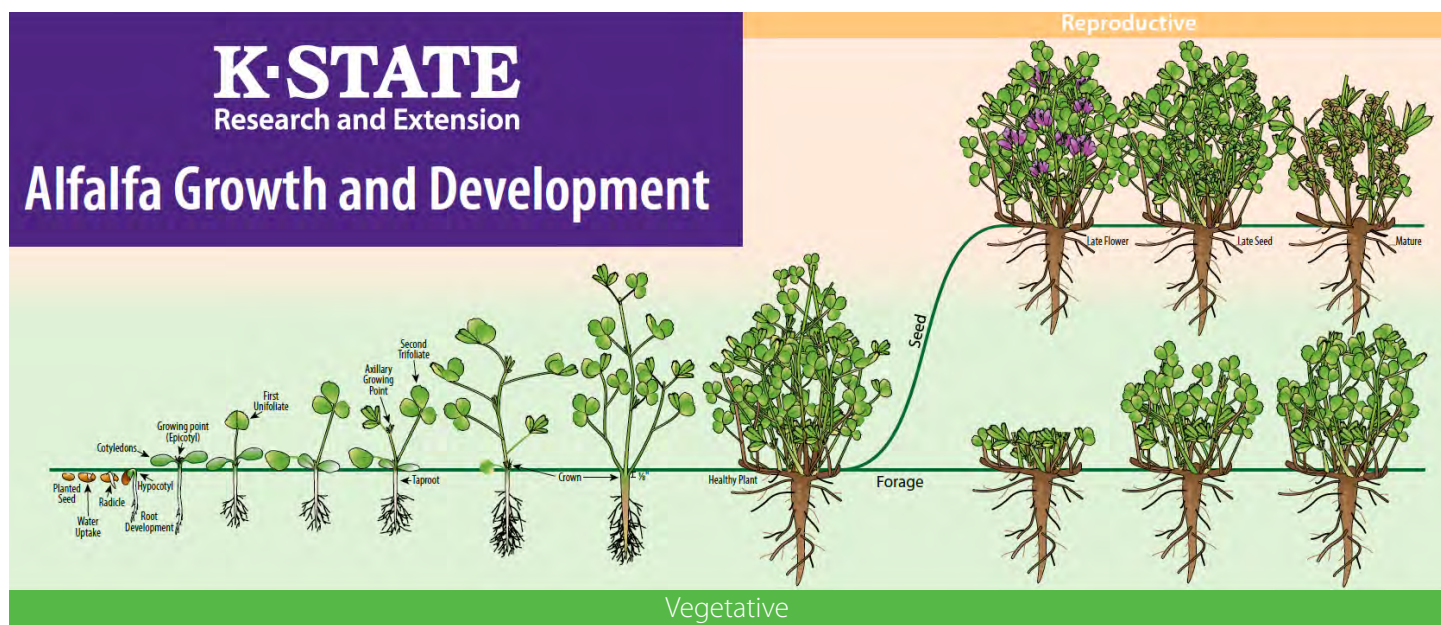 K-STATE
Research and Extension
Alfalfa Growth and Development
Reproductive
Late Flower
Late Seed
Mature
Seed
Second
Trifoliate
Axillary
Growing
Point
First
Unifoliate
Growing point
(Epicotyl)
Cotyledons
Planted
Seed
Water
Uptake
Radicle
Hypocotyl
Root
Development
Taproot
Crown
⅛"
Healthy Plant
Forage
Vegetative